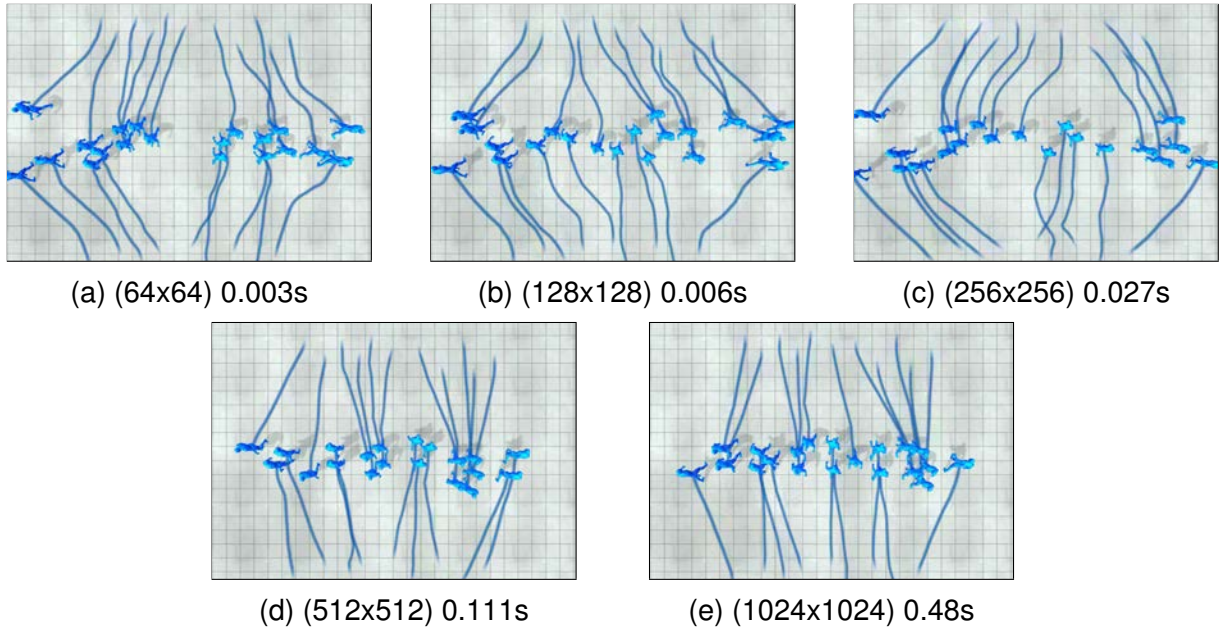 (a) (64x64) 0.003s
(b) (128x128) 0.006s
(c) (256x256) 0.027s
(d) (512x512) 0.111s
(e) (1024x1024) 0.48s